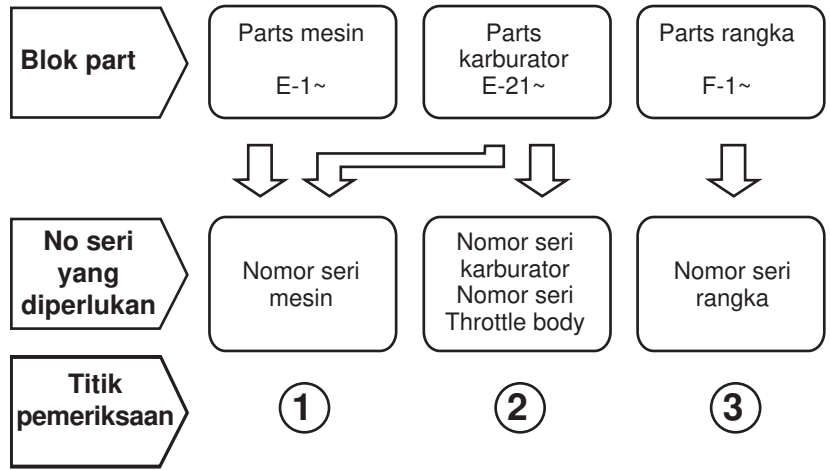 Blok part
Parts mesin
E-1~
Parts
karburator
E-21~
Parts rangka
F-1~
No seri
yang
diperlukan
Nomor seri
mesin
Nomor seri
karburator
Nomor seri
Throttle body
Nomor seri
rangka
Titik
pemeriksaan
1
2
3